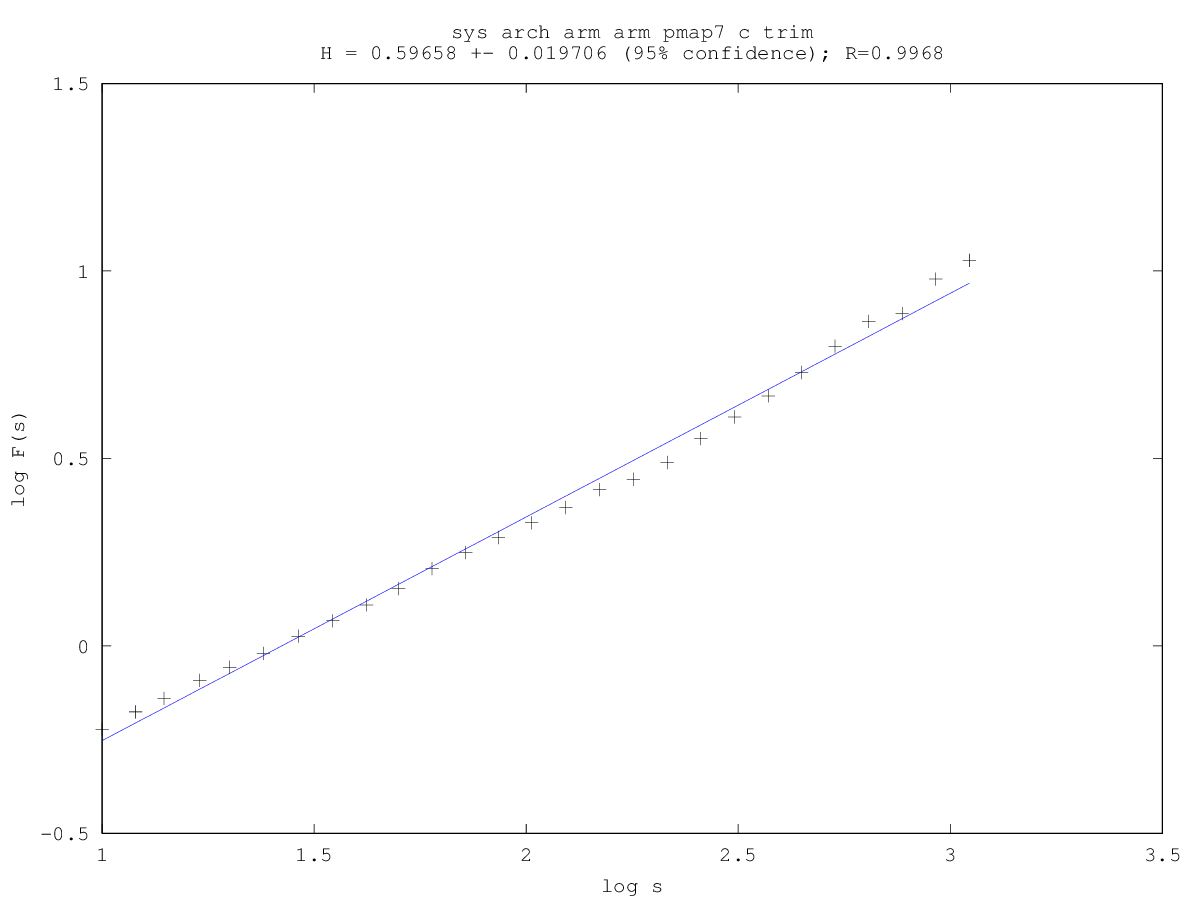 sys arch arm arm pmap7 c trim
H = 0.59658 +- 0.019706 (95% confidence); R=0.9968
1.5
1
0.5
0
-0.5
log F(s)
1 1.5 2 2.5 3 3.5
log s